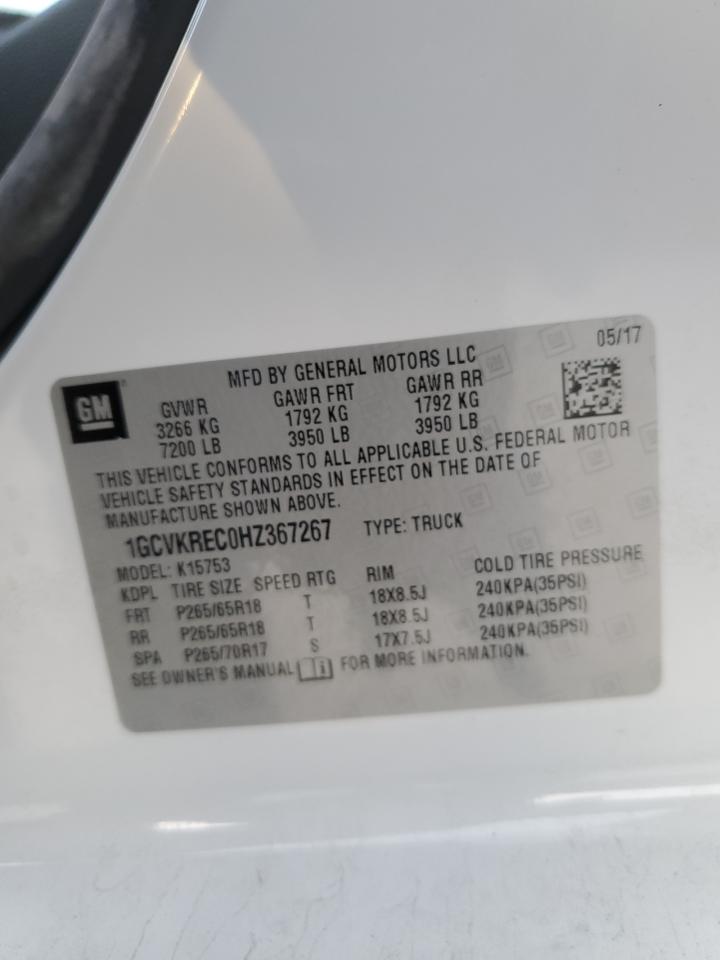 GM
MFD BY GENERAL MOTORS LLC
05/17
GVWR GAWR FRT GAWR RR
3266 KG 1792 KG 1792 KG
7200 LB 3950 LB 3950 LB
THIS VEHICLE CONFORMS TO ALL APPLICABLE U.S. FEDERAL MOTOR
VEHICLE SAFETY STANDARDS IN EFFECT ON THE DATE OF
MANUFACTURE SHOWN ABOVE.
1GCVKREC0HZ367267 TYPE: TRUCK
MODEL: K15753
KDPL TIRE SIZE SPEED RTG RIM COLD TIRE PRESSURE
FRT P265/65R18 T 18X8.5J 240KPA(35PSI)
RR P265/65R18 T 18X8.5J 240KPA(35PSI)
SPA P265/70R17 S 17X7.5J 240KPA(35PSI)
SEE OWNER'S MANUAL FOR MORE INFORMATION.